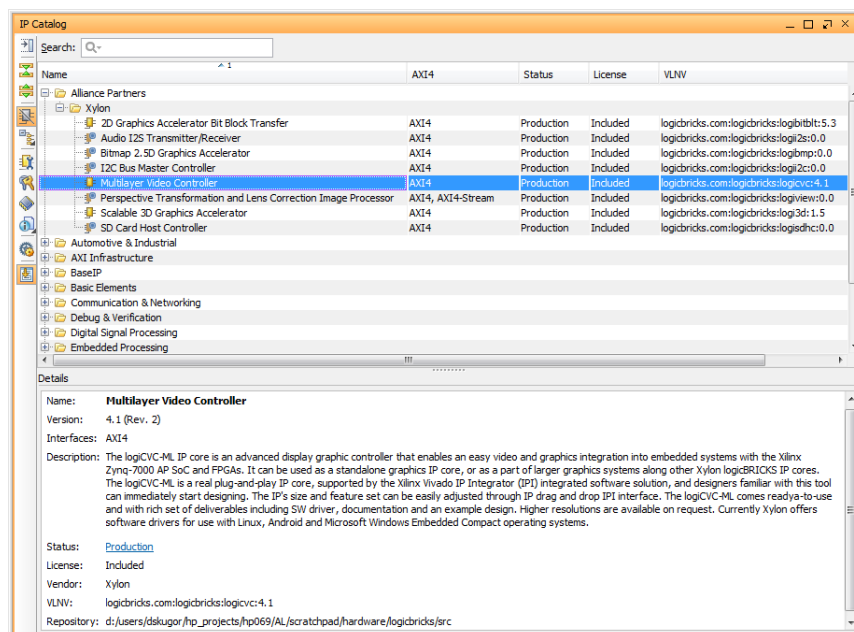 IP Catalog
Search: Q-
Name 1 AXI4 Status License VLNV
Alliance Partners
Xylon
2D Graphics Accelerator Bit Block Transfer AXI4 Production Included logicbricks.com:logicbricks:logibitblt:5.3
Audio I2S Transmitter/Receiver AXI4 Production Included logicbricks.com:logicbricks:logii2s:0.0
Bitmap 2.5D Graphics Accelerator AXI4 Production Included logicbricks.com:logicbricks:logibmp:0.0
I2C Bus Master Controller AXI4 Production Included logicbricks.com:logicbricks:logii2c:0.0
Multilayer Video Controller AXI4 Production Included logicbricks.com:logicbricks:logicvc:4.1
Perspective Transformation and Lens Correction Image Processor AXI4, AXI4-Stream Production Included logicbricks.com:logicbricks:logiview:0.0
Scalable 3D Graphics Accelerator AXI4 Production Included logicbricks.com:logicbricks:logi3d:1.5
SD Card Host Controller AXI4 Production Included logicbricks.com:logicbricks:logisdhc:0.0
Automotive & Industrial
AXI Infrastructure
BaseIP
Basic Elements
Communication & Networking
Debug & Verification
Digital Signal Processing
Embedded Processing
Details
Name: Multilayer Video Controller
Version: 4.1 (Rev. 2)
Interfaces: AXI4
Description: The logiCVC-ML IP core is an advanced display graphic controller that enables an easy video and graphics integration into embedded systems with the Xilinx
Zynq-7000 AP SoC and FPGAs. It can be used as a standalone graphics IP core, or as a part of larger graphics systems along other Xylon logicBRICKS IP cores.
The logiCVC-ML is a real plug-and-play IP core, supported by the Xilinx Vivado IP Integrator (IPI) integrated software solution, and designers familiar with this tool
can immediately start designing. The IP's size and feature set can be easily adjusted through IP drag and drop IPI interface. The logiCVC-ML comes readya-to-use
and with rich set of deliverables including SW driver, documentation and an example design. Higher resolutions are available on request. Currently Xylon offers
software drivers for use with Linux, Android and Microsoft Windows Embedded Compact operating systems.
Status: Production
License: Included
Vendor: Xylon
VLNV: logicbricks.com:logicbricks:logicvc:4.1
Repository: d:/users/dskugor/hp_projects/hp069/AL/scratchpad/hardware/logicbricks/src